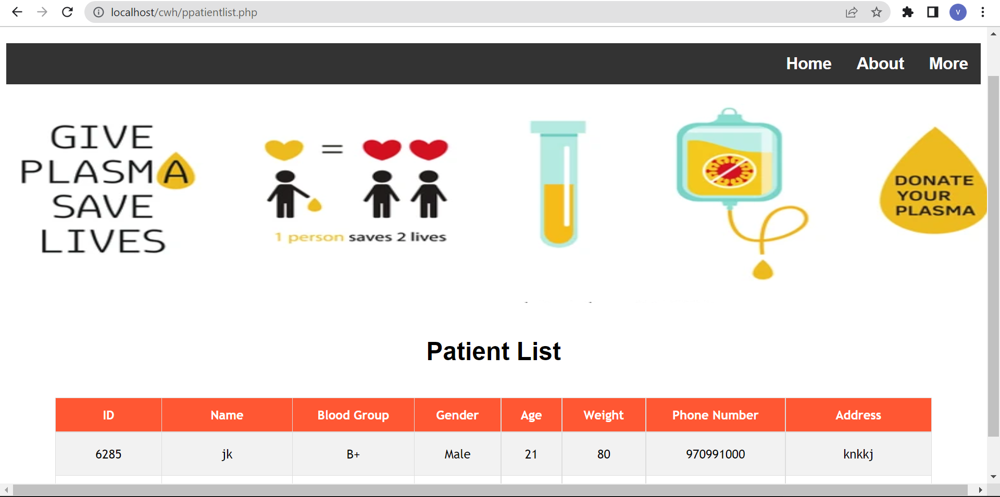 localhost/cwh/ppatientlist.php
V
Home About More
GIVE
PLASMA
SAVE
LIVES
=
1 person saves 2 lives
DONATE
YOUR
PLASMA
Patient List
ID Name Blood Group Gender Age Weight Phone Number Address
6285 jk B+ Male 21 80 970991000 knkkj